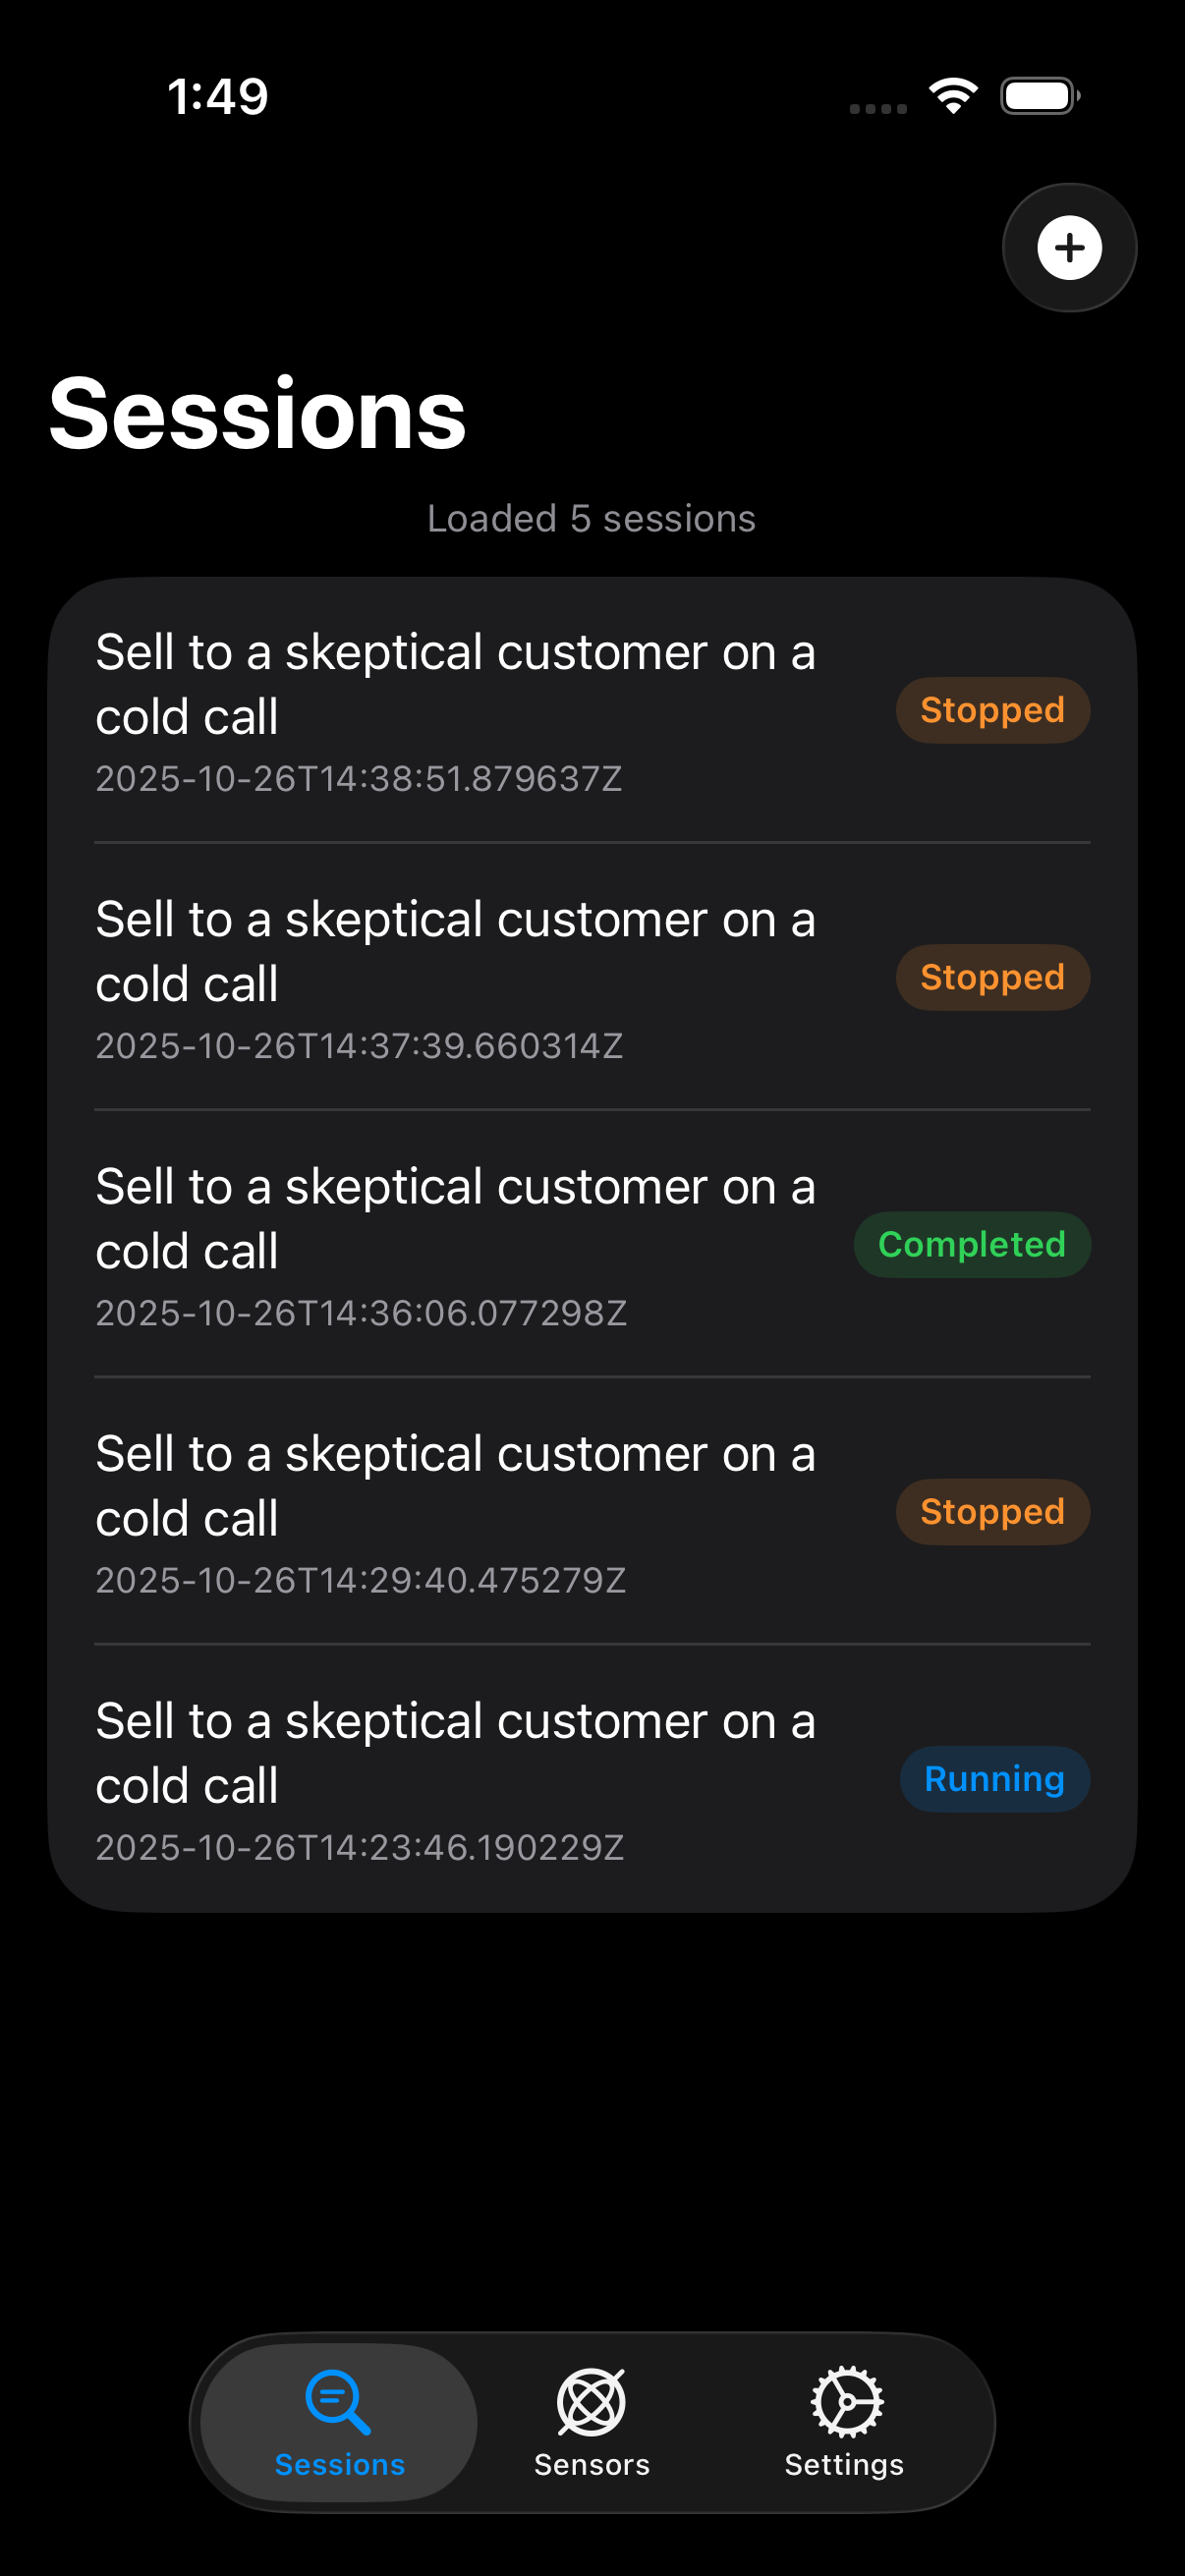 1:49
Sessions
Loaded 5 sessions
Sell to a skeptical customer on a
cold call
Stopped
2025-10-26T14:38:51.879637Z
Sell to a skeptical customer on a
cold call
Stopped
2025-10-26T14:37:39.660314Z
Sell to a skeptical customer on a
cold call
Completed
2025-10-26T14:36:06.077298Z
Sell to a skeptical customer on a
cold call
Stopped
2025-10-26T14:29:40.475279Z
Sell to a skeptical customer on a
cold call
Running
2025-10-26T14:23:46.190229Z
Sessions
Sensors
Settings